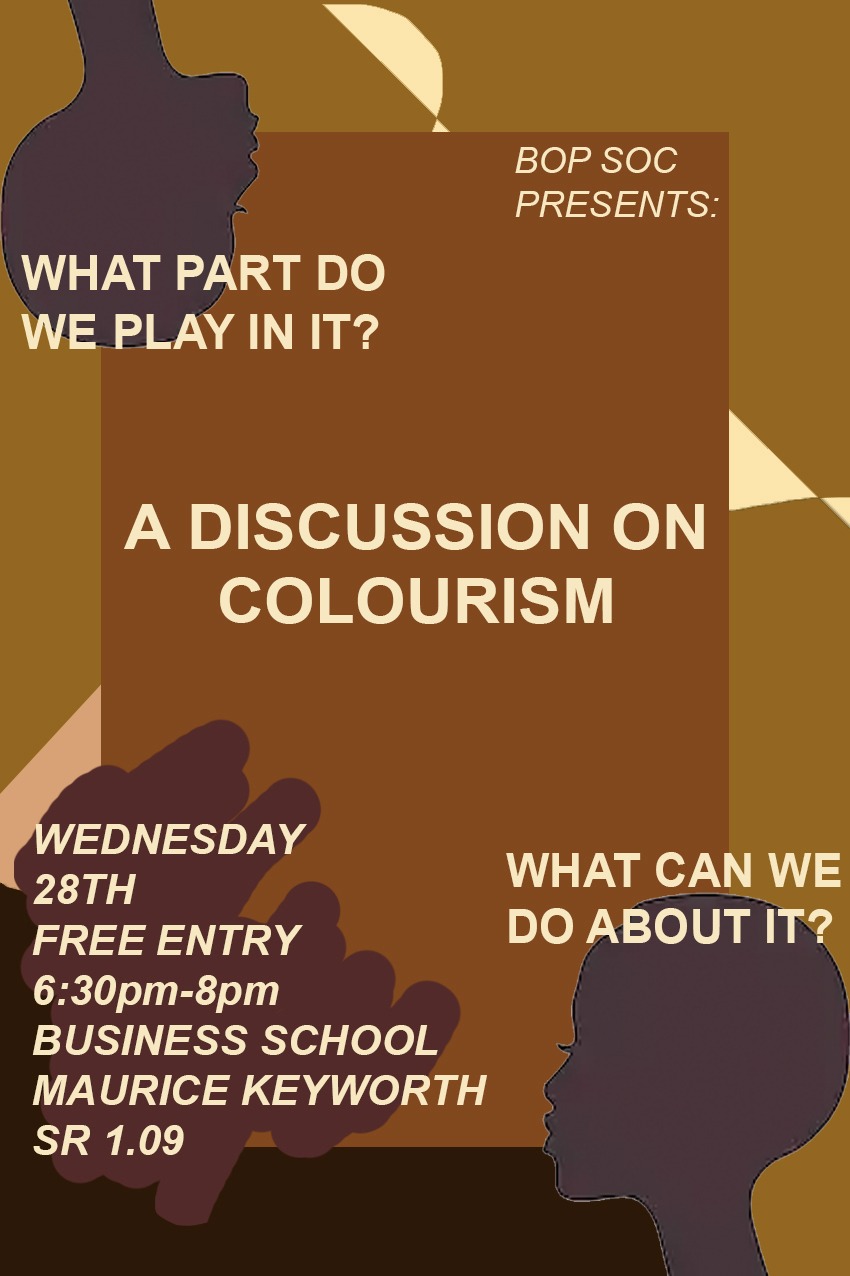 BOP SOC
PRESENTS:
WHAT PART DO
WE PLAY IN IT?
A DISCUSSION ON
COLOURISM
WEDNESDAY
28TH
FREE ENTRY
6:30pm-8pm
BUSINESS SCHOOL
MAURICE KEYWORTH
SR 1.09
WHAT CAN WE
DO ABOUT IT?